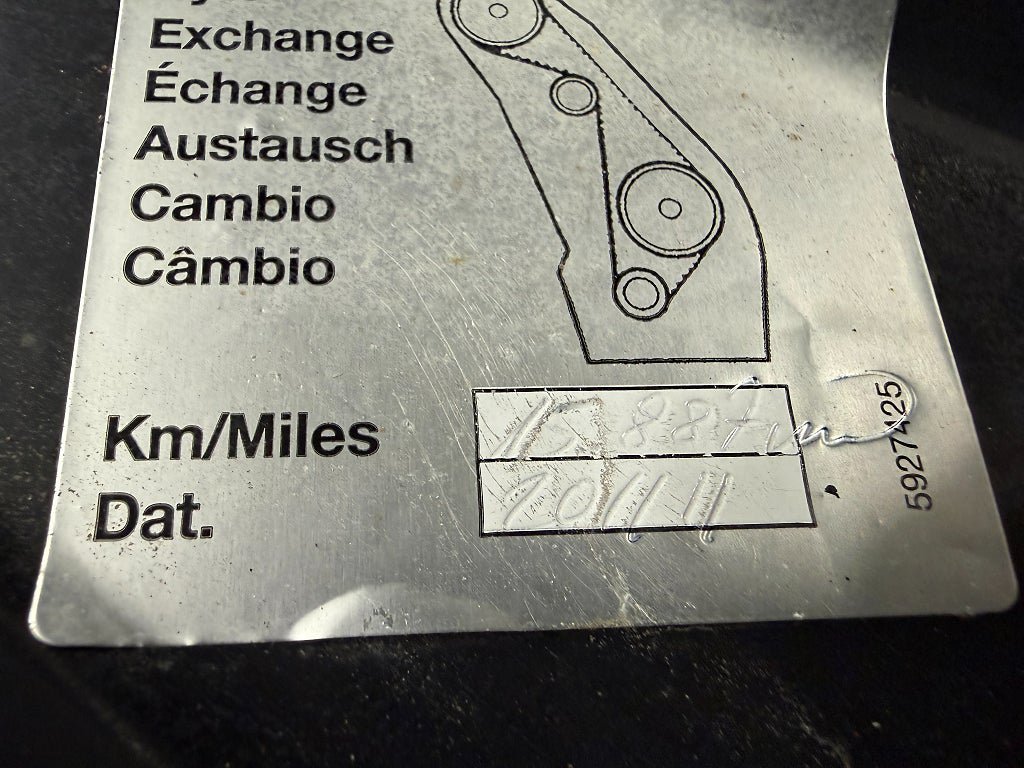 Exchange
Échange
Austausch
Cambio
Câmbio
Km/Miles
Dat.
5927425